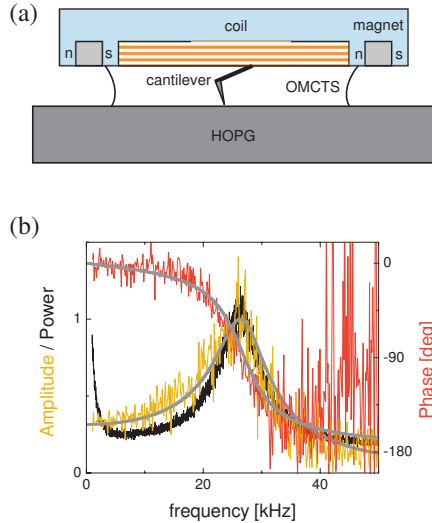 (a)
coil
magnet
n s
n s
cantilever
OMCTS
HOPG
(b)
Amplitude / Power
1
0
0
20
40
frequency [kHz]
0
-90
-180
Phase [deg]